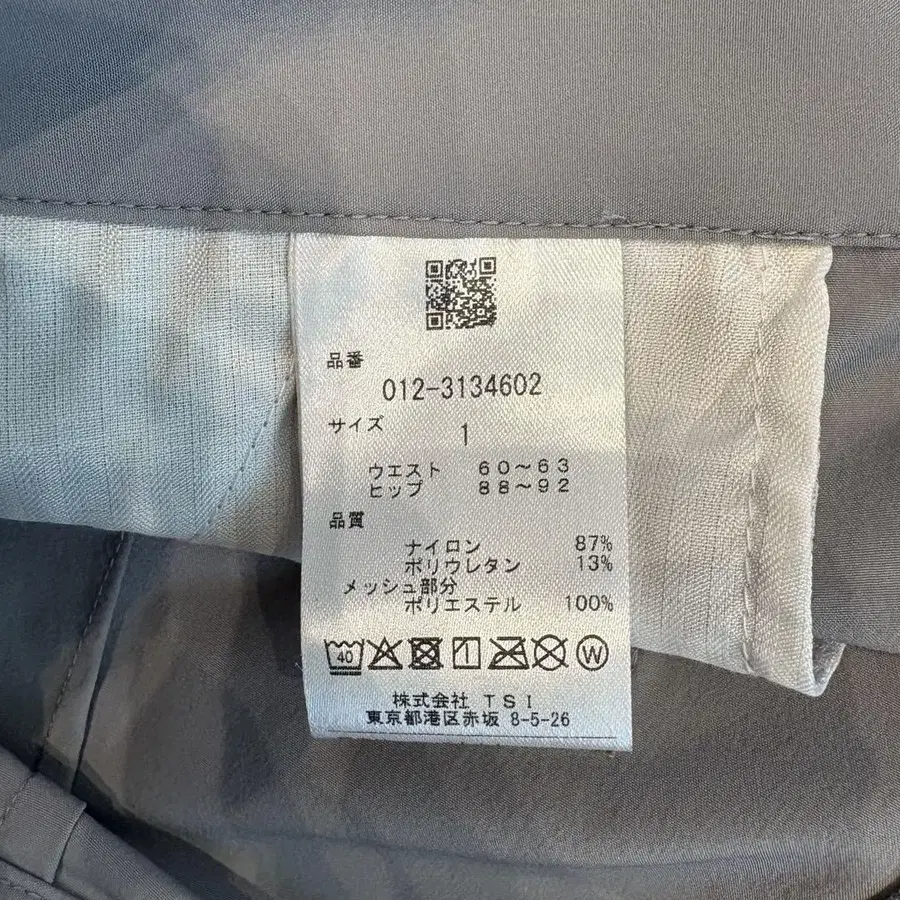 品番
012-3134602
サイズ
1
ウエスト 60～63
ヒップ 88～92
品質
ナイロン 87%
ポリウレタン 13%
メッシュ部分
ポリエステル 100%
40 W
株式会社 TSI
東京都港区赤坂 8-5-26